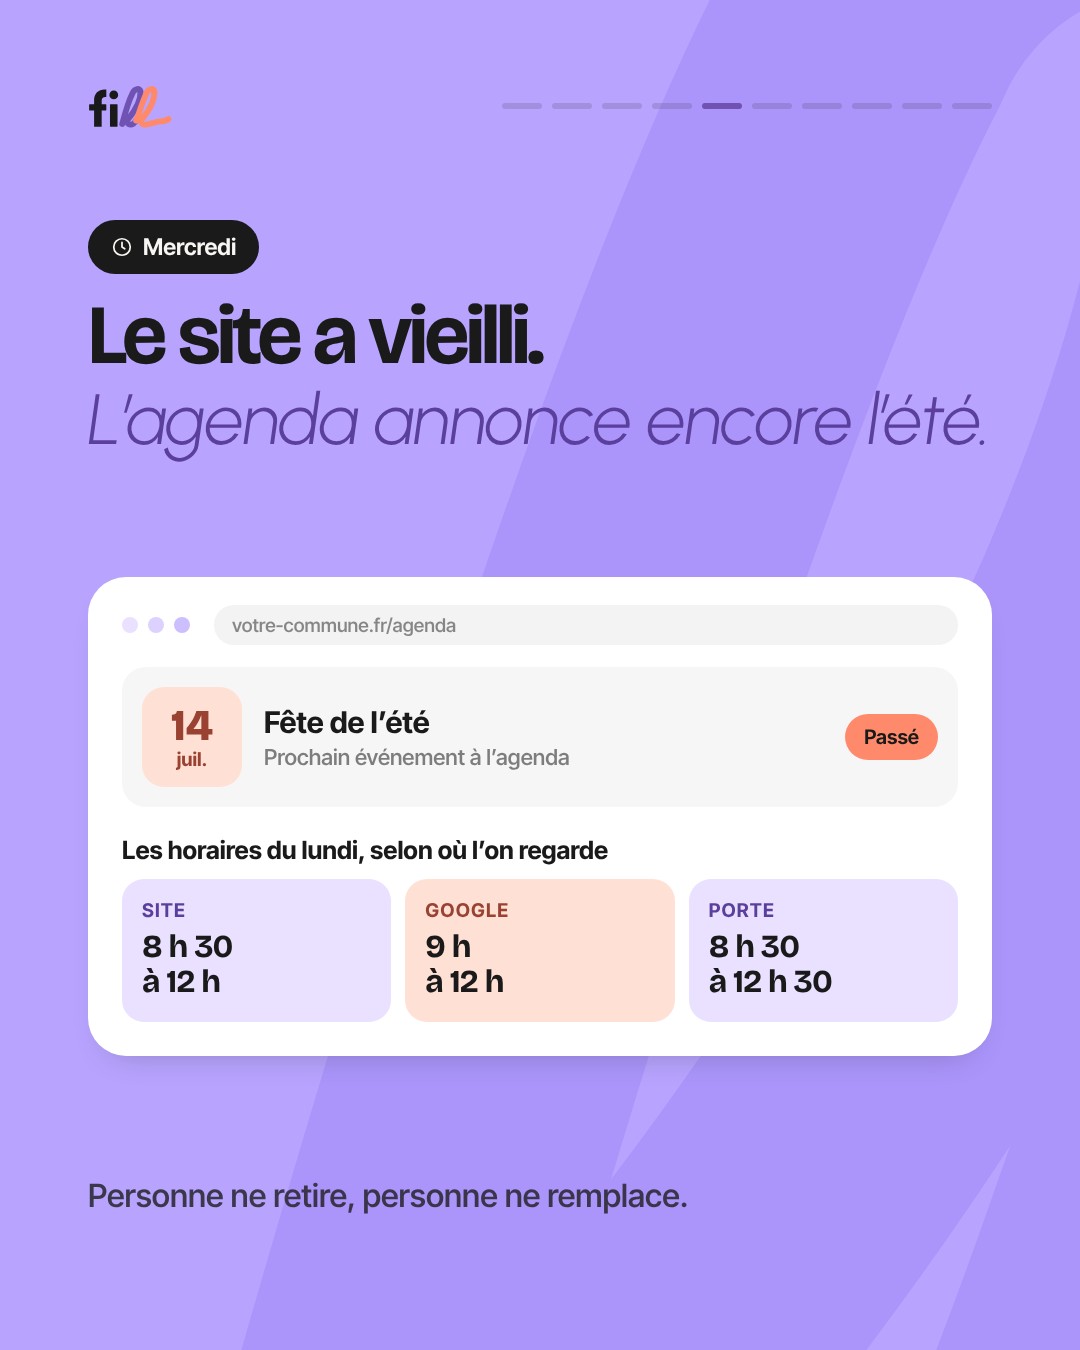 fill
Mercredi
Le site a vieilli.
L’agenda annonce encore l’été.
votre-commune.fr/agenda
14
juil.
Fête de l’été
Prochain événement à l’agenda
Passé
Les horaires du lundi, selon où l’on regarde
SITE
8 h 30
à 12 h
GOOGLE
9 h
à 12 h
PORTE
8 h 30
à 12 h 30
Personne ne retire, personne ne remplace.